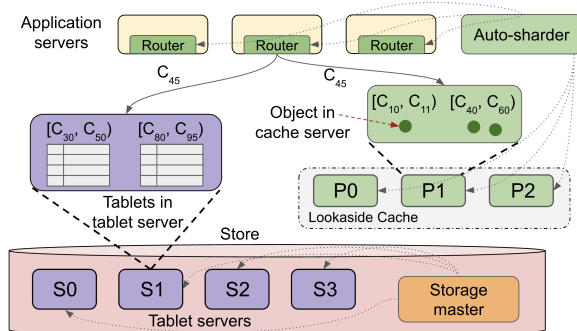 Application
servers
Router
Router
Router
Auto-sharder
C45
C45
[C10, C11)
[C40, C60)
Object in
cache server
[C30, C50)
[C80, C95)
Tablets in
tablet server
P0
P1
P2
Lookaside Cache
Store
S0
S1
S2
S3
Storage
master
Tablet servers